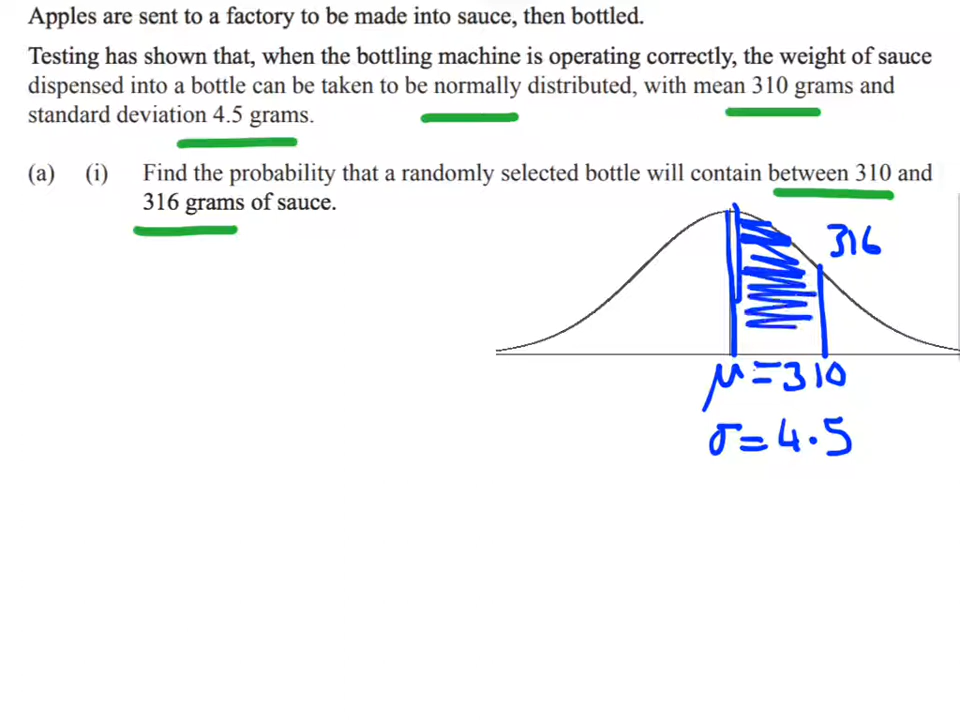 Apples are sent to a factory to be made into sauce, then bottled.
Testing has shown that, when the bottling machine is operating correctly, the weight of sauce
dispensed into a bottle can be taken to be normally distributed, with mean 310 grams and
standard deviation 4.5 grams.
(a) (i) Find the probability that a randomly selected bottle will contain between 310 and
316 grams of sauce.
316
μ=310
σ=4.5